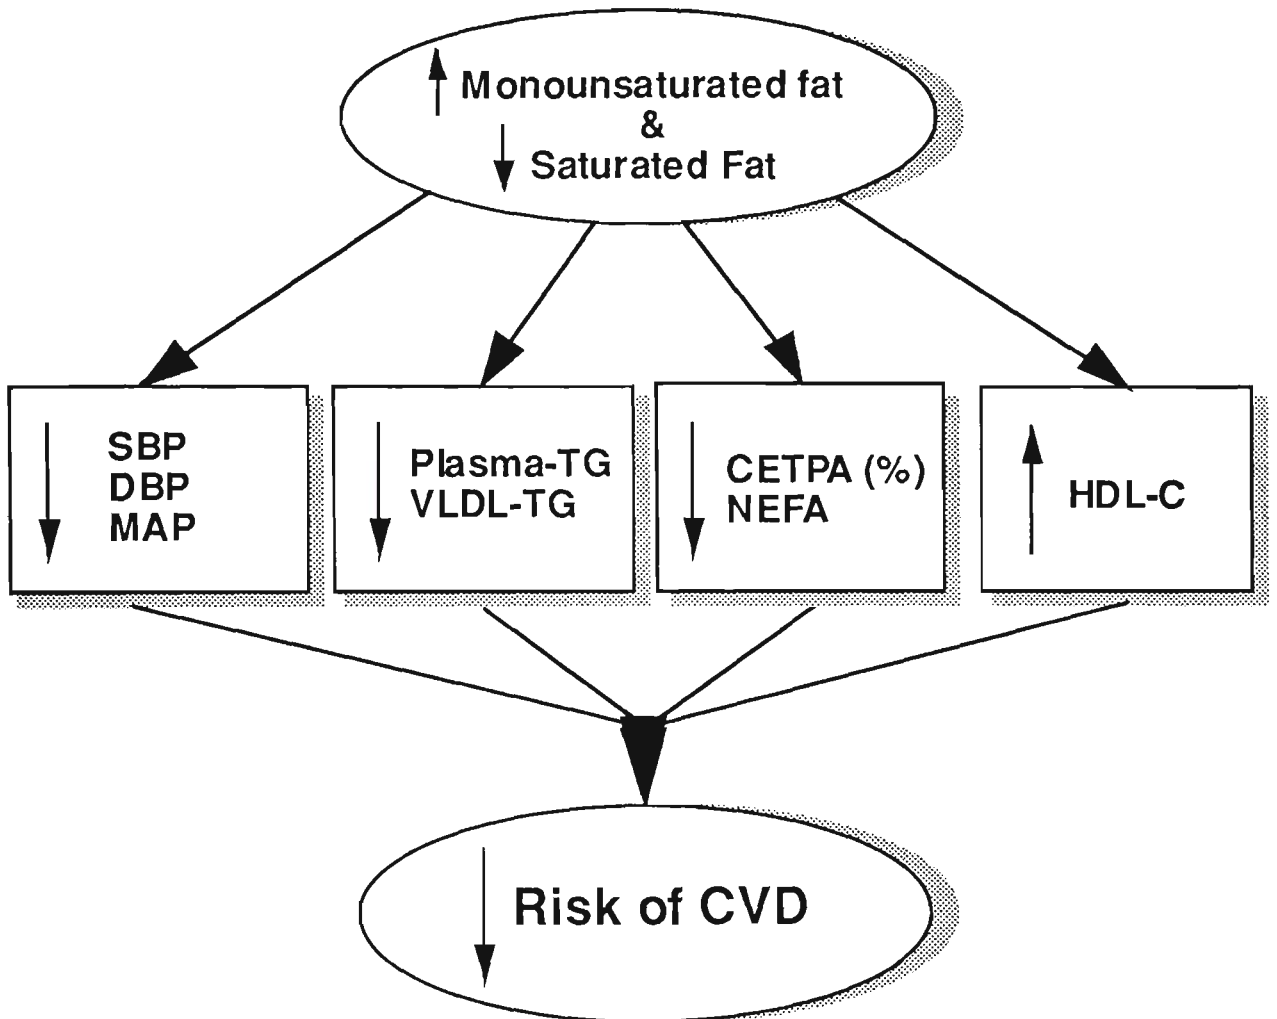 Monounsaturated fat
&
Saturated Fat
SBP
DBP
MAP
Plasma-TG
VLDL-TG
CETPA (%)
NEFA
HDL-C
Risk of CVD